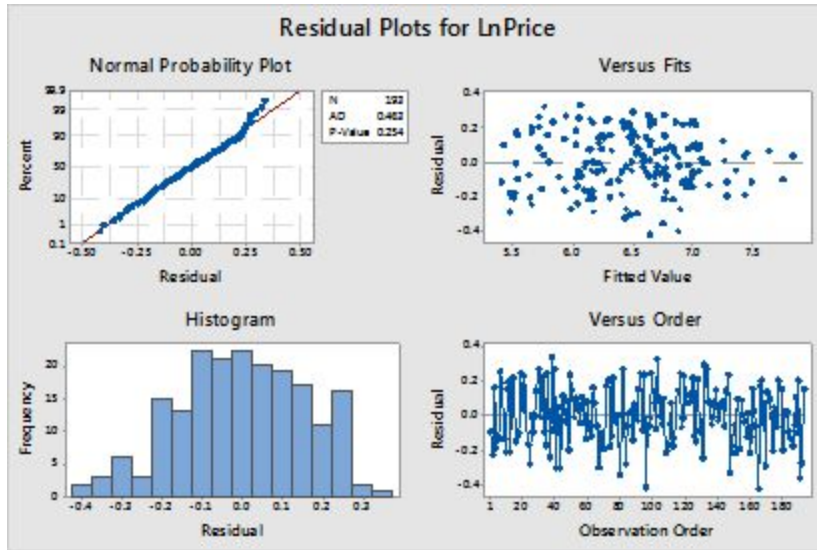 Residual Plots for LnPrice
Normal Probability Plot
99.9
99
90
50
10
1
0.1
Percent
-0.50 -0.25 0.00 0.25 0.50
Residual
N 193
AD 0.463
P-Value 0.254
Versus Fits
0.4
0.2
0.0
-0.2
-0.4
Residual
5.5 6.0 6.5 7.0 7.5
Fitted Value
Histogram
20
15
10
5
0
Frequency
-0.4 -0.3 -0.2 -0.1 0.0 0.1 0.2 0.3
Residual
Versus Order
0.4
0.2
0.0
-0.2
-0.4
Residual
1 20 40 60 80 100 120 140 160 180
Observation Order